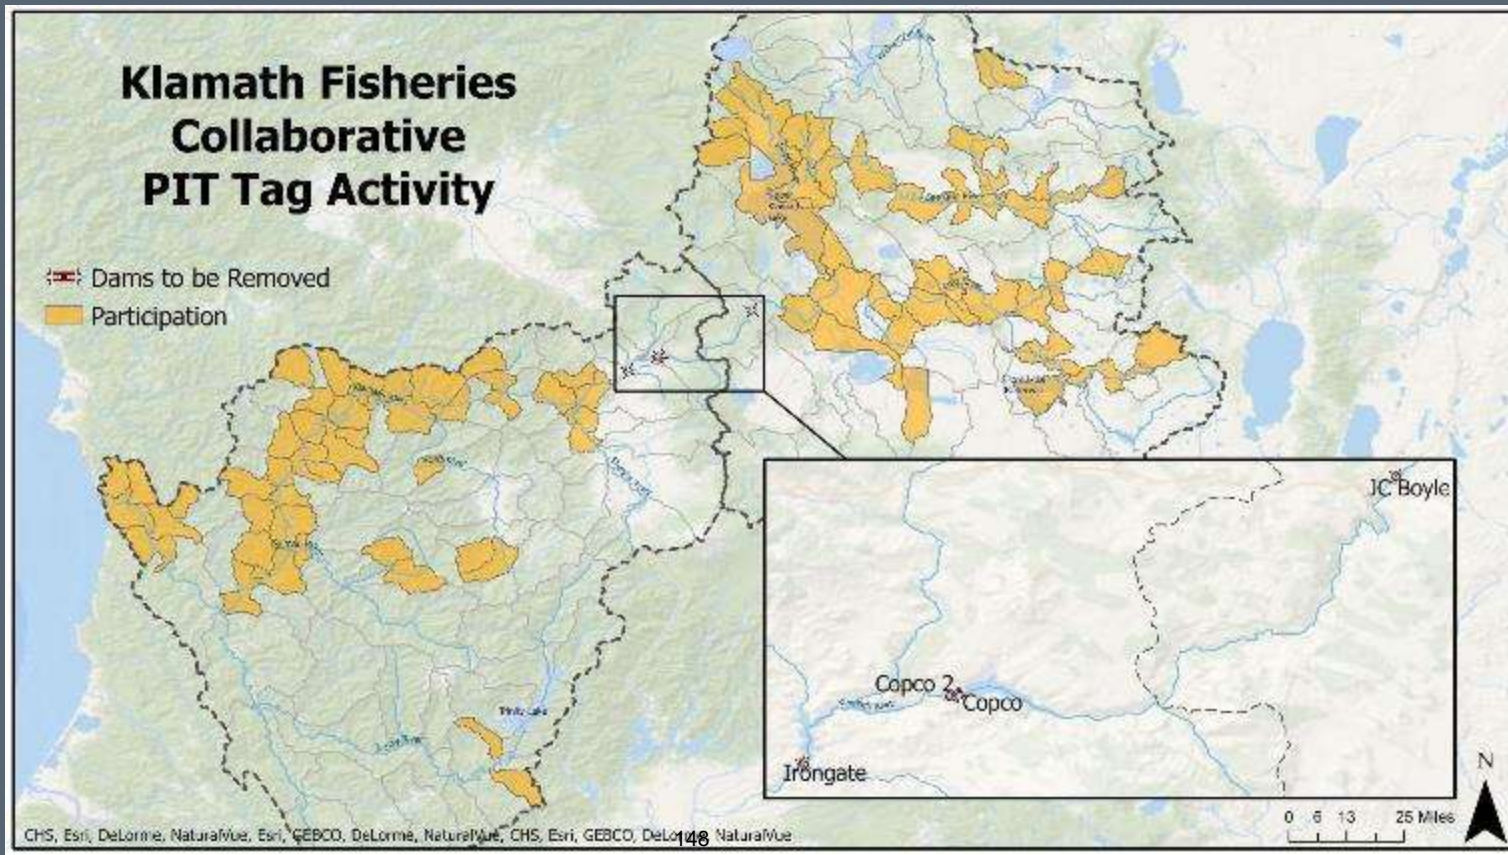 Klamath Fisheries
Collaborative
PIT Tag Activity
Dams to be Removed
Participation
Trinity Lake
JC Boyle
Copco 2
Copco
Irongate
N
0 6 13 25 Miles
CHS, Esri, DeLorme, NaturalVue, Esri, GEBCO, DeLorme, NaturalVue, CHS, Esri, GEBCO, DeLorme, NaturalVue
148